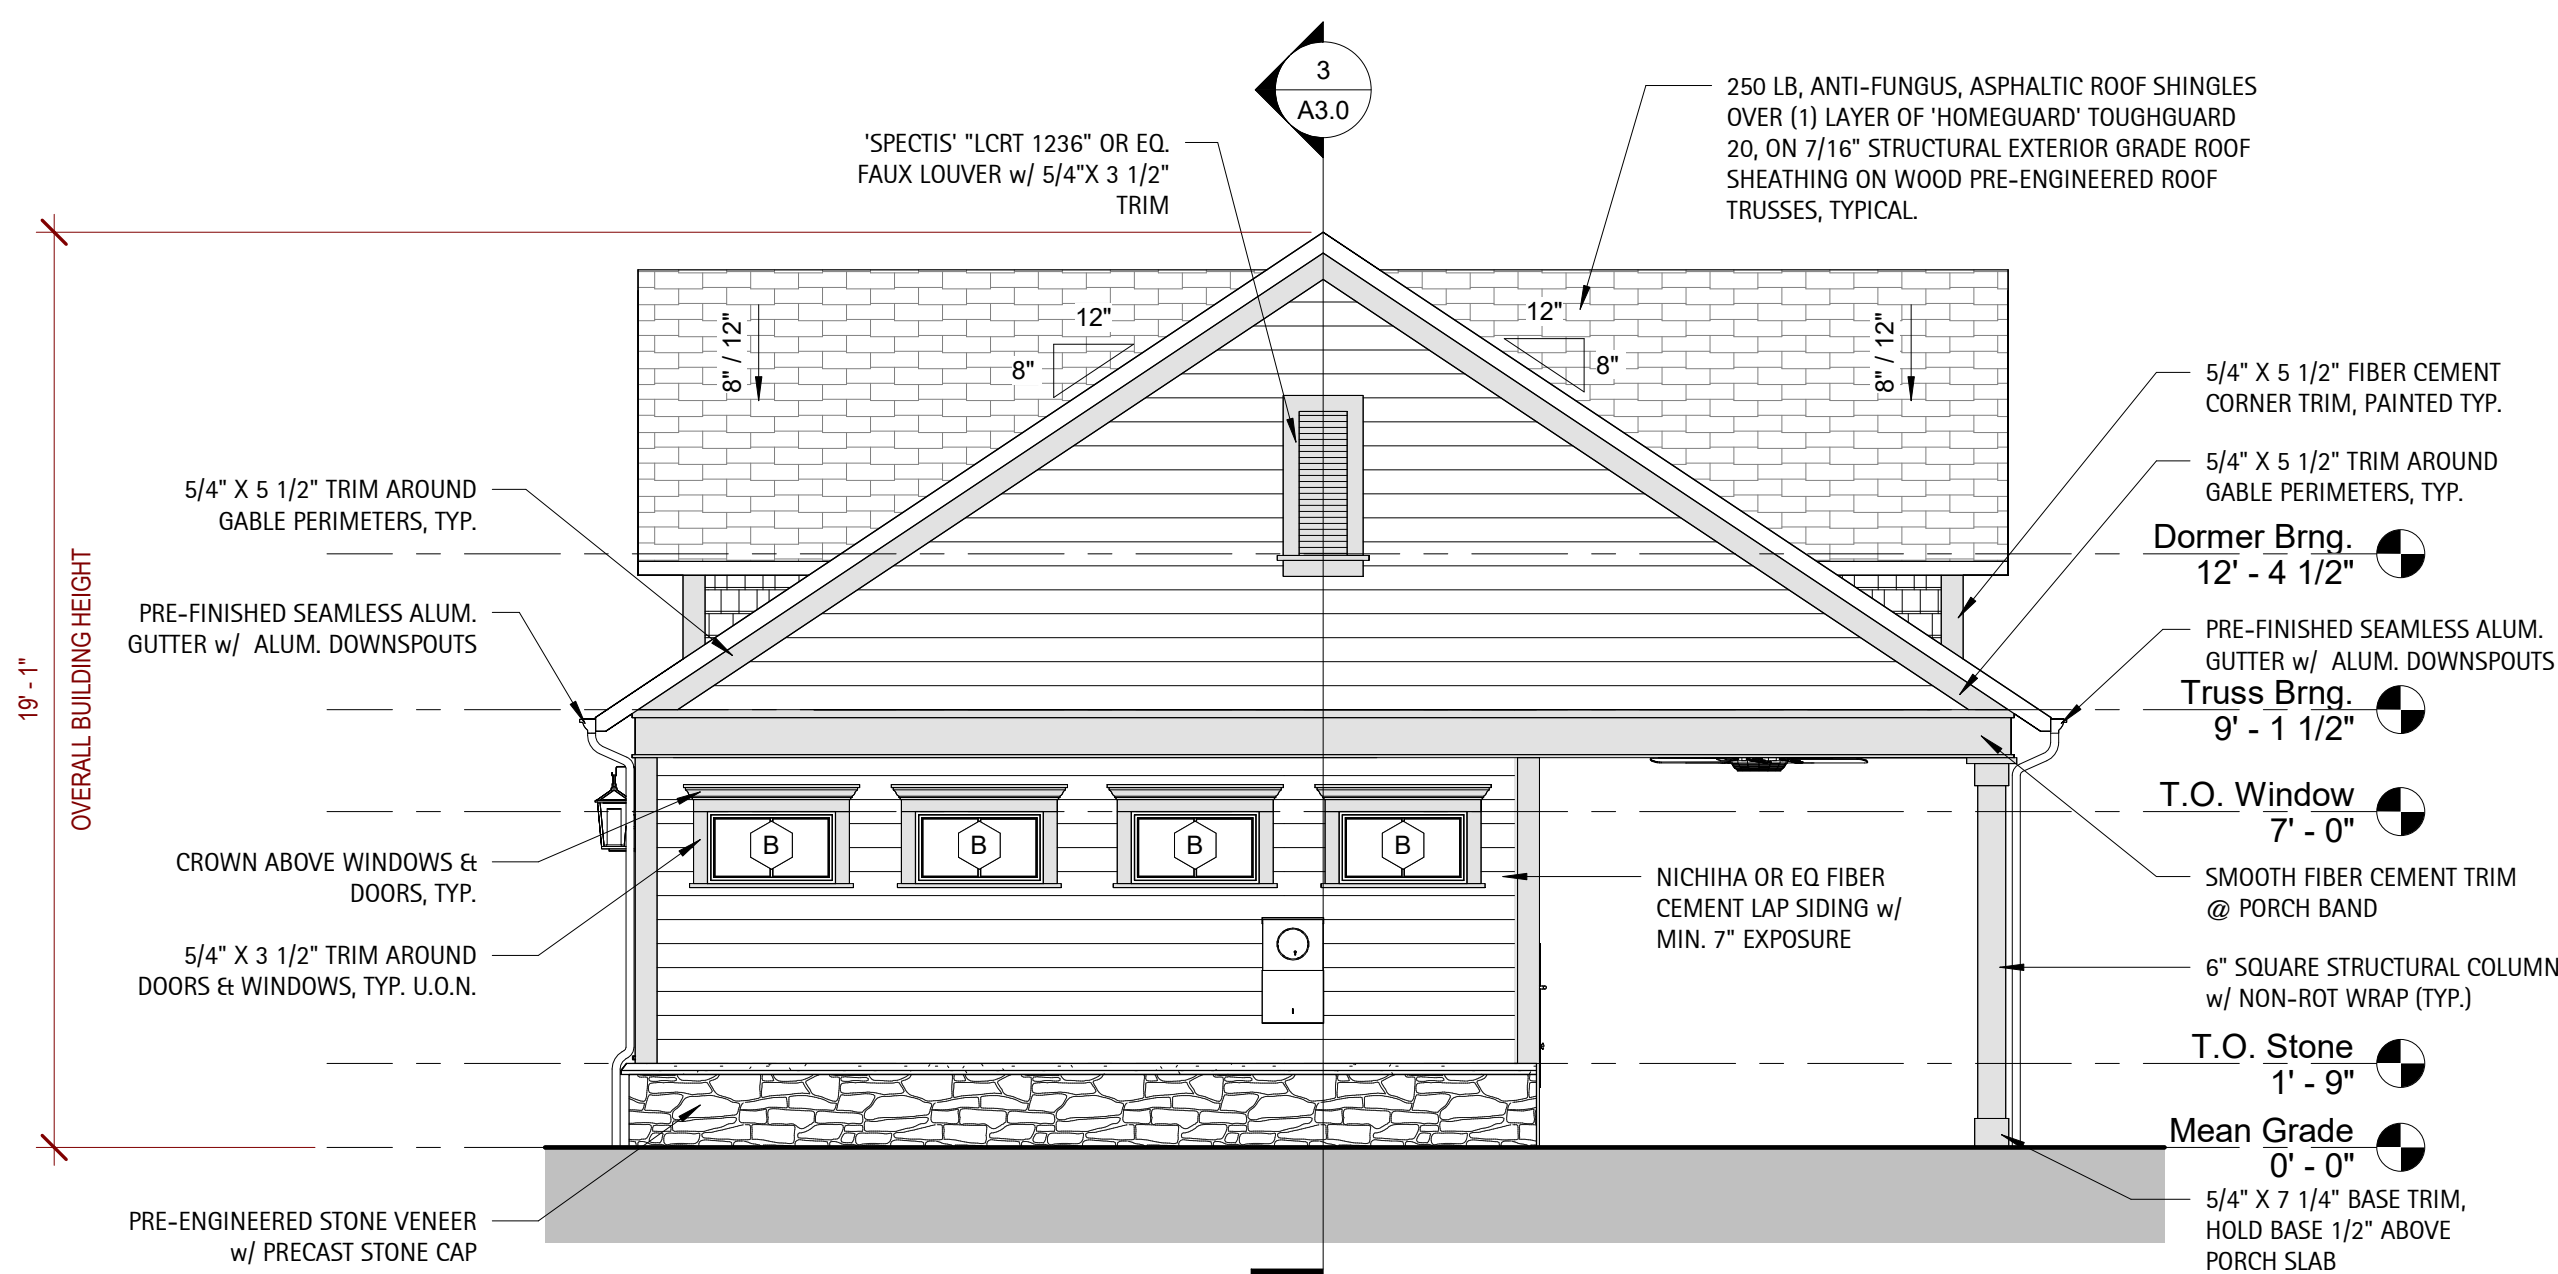 3
A3.0
250 LB, ANTI-FUNGUS, ASPHALTIC ROOF SHINGLES
OVER (1) LAYER OF 'HOMEGUARD' TOUGHGUARD
20, ON 7/16" STRUCTURAL EXTERIOR GRADE ROOF
SHEATHING ON WOOD PRE-ENGINEERED ROOF
TRUSSES, TYPICAL.
'SPECTIS' "LCRT 1236" OR EQ.
FAUX LOUVER w/ 5/4"X 3 1/2"
TRIM
12"
8"
8" / 12"
12"
8"
8" / 12"
5/4" X 5 1/2" FIBER CEMENT
CORNER TRIM, PAINTED TYP.
5/4" X 5 1/2" TRIM AROUND
GABLE PERIMETERS, TYP.
5/4" X 5 1/2" TRIM AROUND
GABLE PERIMETERS, TYP.
Dormer Brng.
12' - 4 1/2"
PRE-FINISHED SEAMLESS ALUM.
GUTTER w/ ALUM. DOWNSPOUTS
PRE-FINISHED SEAMLESS ALUM.
GUTTER w/ ALUM. DOWNSPOUTS
19' - 1"
OVERALL BUILDING HEIGHT
Truss Brng.
9' - 1 1/2"
T.O. Window
7' - 0"
B
B
B
B
CROWN ABOVE WINDOWS &
DOORS, TYP.
NICHIHA OR EQ FIBER
CEMENT LAP SIDING w/
MIN. 7" EXPOSURE
SMOOTH FIBER CEMENT TRIM
@ PORCH BAND
5/4" X 3 1/2" TRIM AROUND
DOORS & WINDOWS, TYP. U.O.N.
6" SQUARE STRUCTURAL COLUMN
w/ NON-ROT WRAP (TYP.)
T.O. Stone
1' - 9"
Mean Grade
0' - 0"
PRE-ENGINEERED STONE VENEER
w/ PRECAST STONE CAP
5/4" X 7 1/4" BASE TRIM,
HOLD BASE 1/2" ABOVE
PORCH SLAB